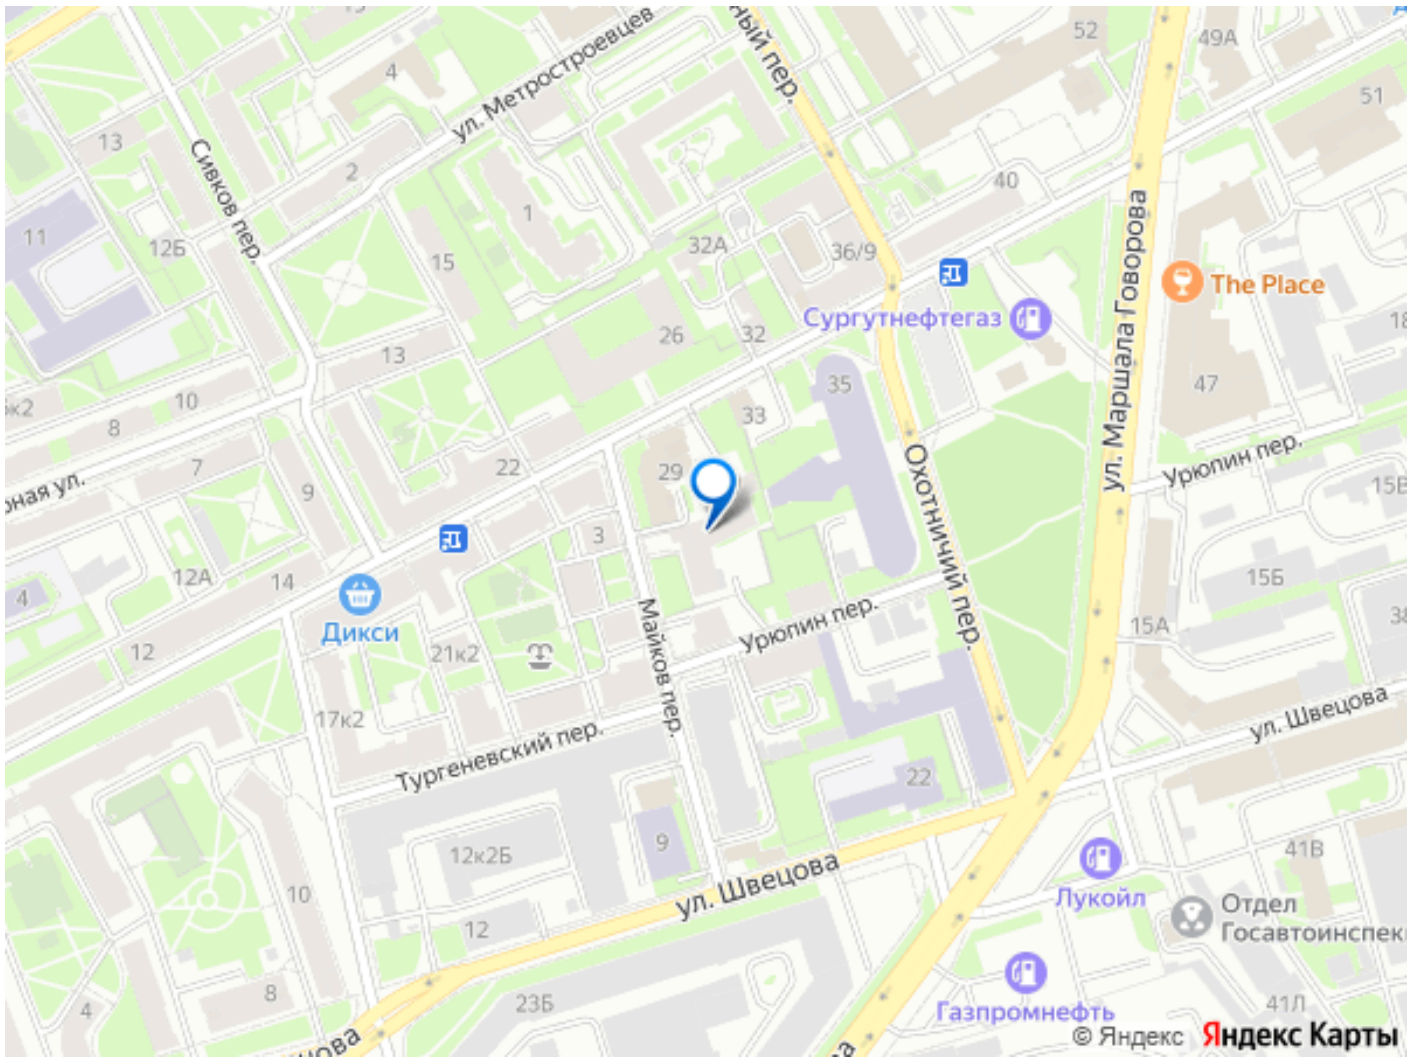 ный пер.
52
49А
4
ул. Метростроевцев
51
13
2
Сивков пер.
40
1
ул. Маршала Говорова
11
12Б
15
32А
36/9
The Place
Сургутнефтегаз
26
32
18
13
35
47
10
33
8
Охотничий пер.
Урюпин пер.
7
22
29
15В
ная ул.
9
3
12А
14
15Б
4
Дикси
Майков пер.
Урюпин пер.
15А
38
12
21к2
17к2
ул. Швецова
Тургеневский пер.
22
9
12к2Б
41В
ул. Швецова
Лукойл
10
Отдел
Госавтоинспек
12
8
23Б
4
Газпромнефть
41Л
© Яндекс
Яндекс Карты